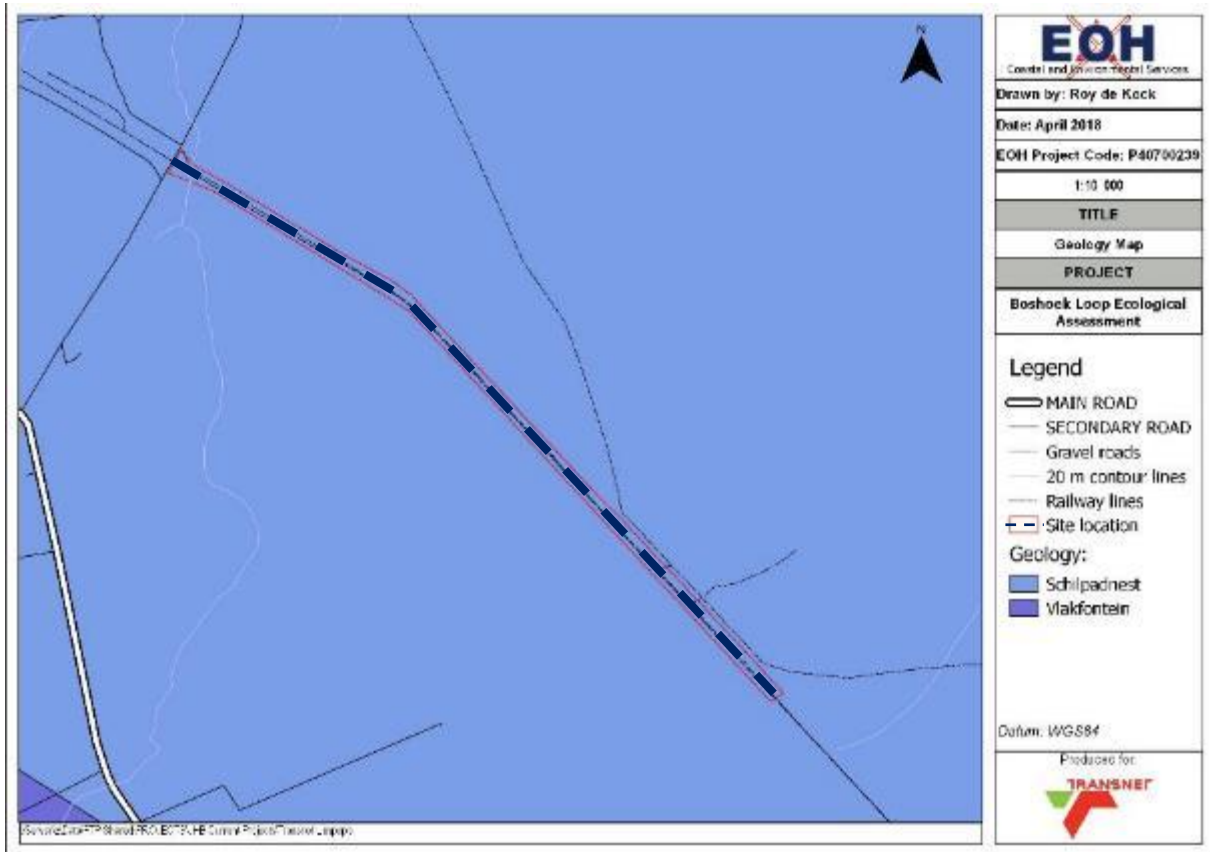 N
EOH
Coastal and Environmental Services
Drawn by: Roy de Kock
Date: April 2018
EOH Project Code: P40700239
1:10 000
TITLE
Geology Map
PROJECT
Boshoek Loop Ecological
Assessment
Legend
MAIN ROAD
SECONDARY ROAD
Gravel roads
20 m contour lines
Railway lines
Site location
Geology:
Schilpadnest
Vlakfontein
Datum: WGS84
Produced for:
TRANSNET